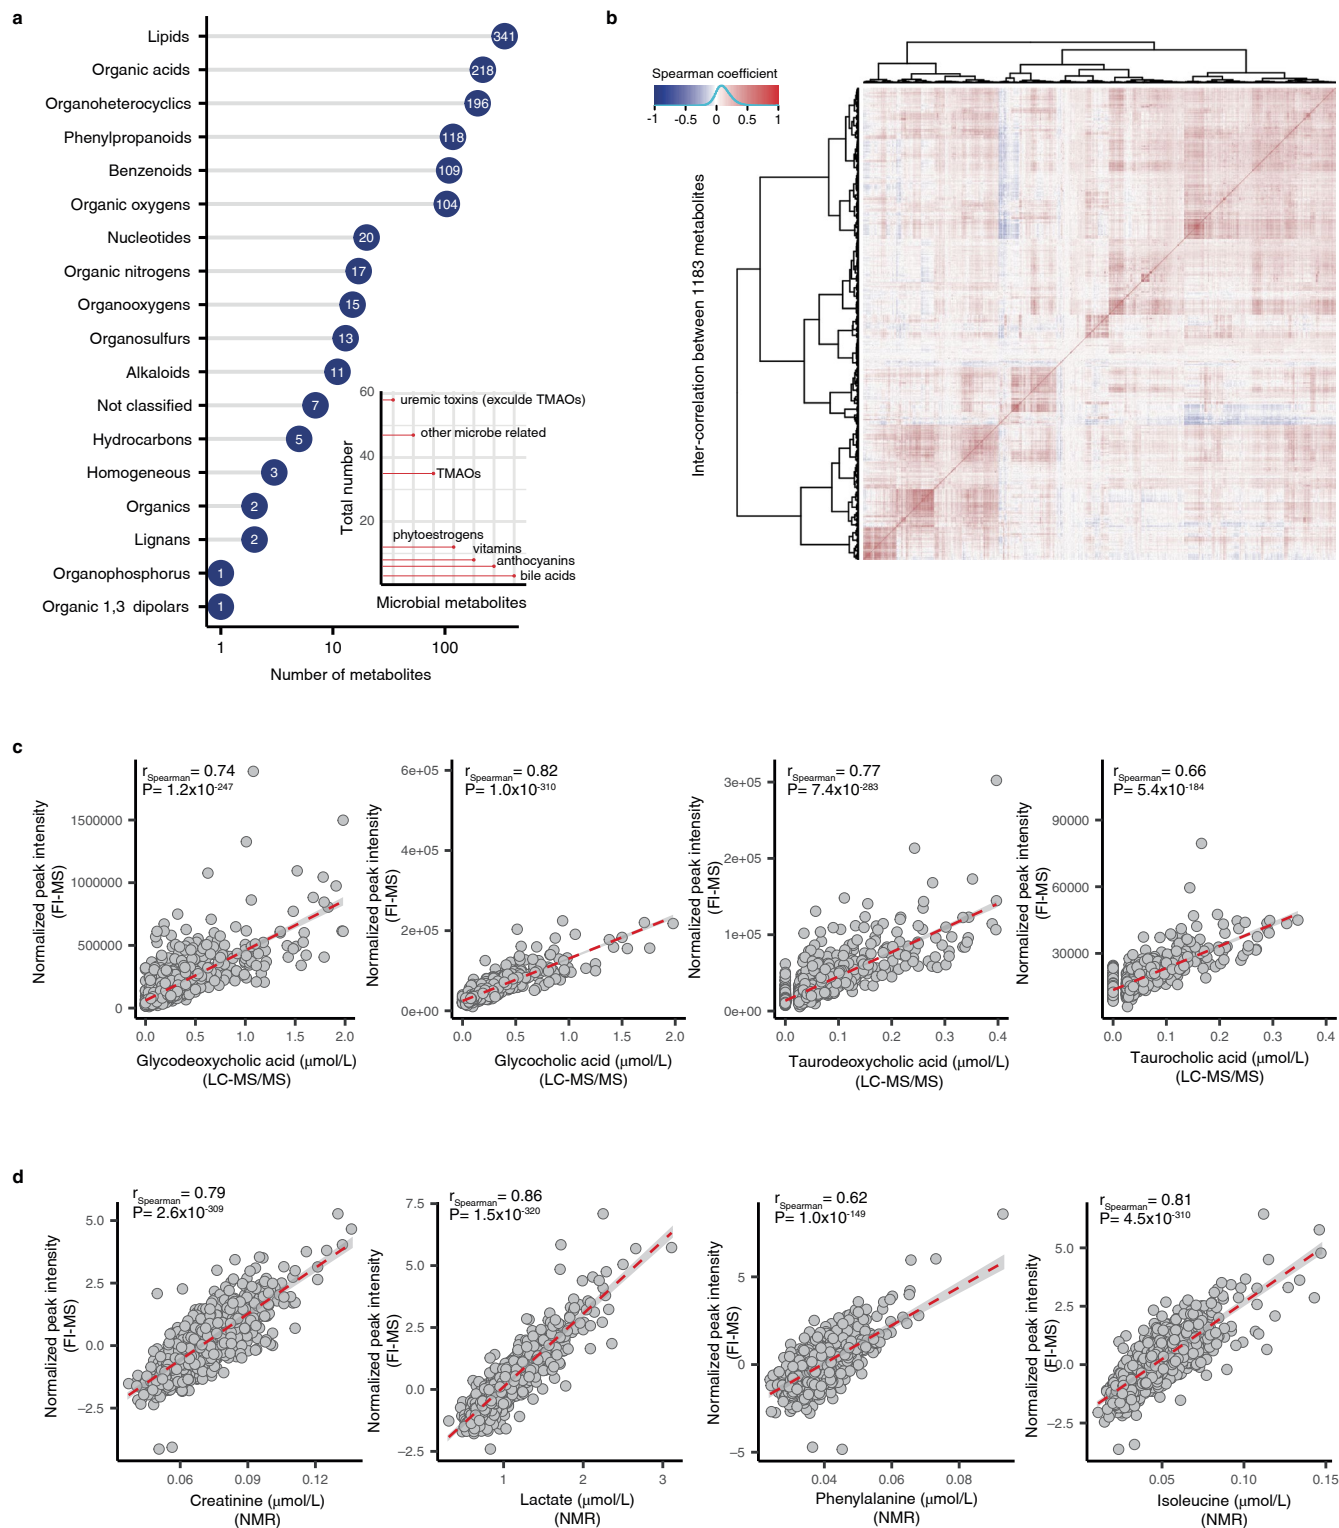 a
Lipids
341
Organic acids
218
Organoheterocyclics
196
Phenylpropanoids
118
Benzenoids
109
Organic oxygens
104
Nucleotides
20
Organic nitrogens
17
Organooxygens
15
Organosulfurs
13
Alkaloids
11
Not classified
7
Hydrocarbons
5
Homogeneous
3
Organics
2
Lignans
2
Organophosphorus
1
Organic 1,3 dipolars
1
1 10 100
Number of metabolites
60
40
20
Total number
uremic toxins (exculde TMAOs)
other microbe related
TMAOs
phytoestrogens
vitamins
anthocyanins
bile acids
Microbial metabolites
b
Spearman coefficient
-1 -0.5 0 0.5 1
Inter-correlation between 1183 metabolites
c
rSpearman = 0.74
P= 1.2x10-247
Normalized peak intensity
(FI-MS)
1500000
1000000
500000
0
0.0 0.5 1.0 1.5 2.0
Glycodeoxycholic acid (μmol/L)
(LC-MS/MS)
rSpearman = 0.82
P= 1.0x10-310
Normalized peak intensity
(FI-MS)
6e+05
4e+05
2e+05
0e+00
0.0 0.5 1.0 1.5 2.0
Glycocholic acid (μmol/L)
(LC-MS/MS)
rSpearman = 0.77
P= 7.4x10-283
Normalized peak intensity
(FI-MS)
3e+05
2e+05
1e+05
0e+00
0.0 0.1 0.2 0.3 0.4
Taurodeoxycholic acid (μmol/L)
(LC-MS/MS)
rSpearman = 0.66
P= 5.4x10-184
Normalized peak intensity
(FI-MS)
90000
60000
30000
0.0 0.1 0.2 0.3 0.4
Taurocholic acid (μmol/L)
(LC-MS/MS)
d
rSpearman = 0.79
P= 2.6x10-309
Normalized peak intensity
(FI-MS)
5.0
2.5
0.0
−2.5
0.06 0.09 0.12
Creatinine (μmol/L)
(NMR)
rSpearman = 0.86
P= 1.5x10-320
Normalized peak intensity
(FI-MS)
7.5
5.0
2.5
0.0
−2.5
1 2 3
Lactate (μmol/L)
(NMR)
rSpearman = 0.62
P= 1.0x10-149
Normalized peak intensity
(FI-MS)
5
0
−5
0.04 0.06 0.08
Phenylalanine (μmol/L)
(NMR)
rSpearman = 0.81
P= 4.5x10-310
Normalized peak intensity
(FI-MS)
5.0
2.5
0.0
−2.5
0.05 0.10 0.15
Isoleucine (μmol/L)
(NMR)